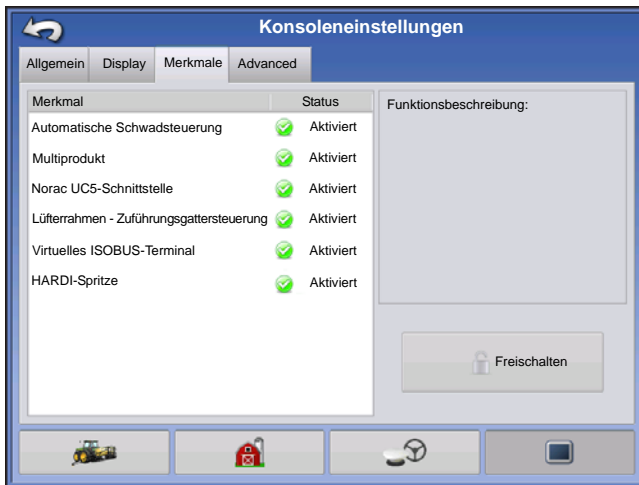 Konsoleneinstellungen
Allgemein Display Merkmale Advanced
Merkmal Status
Automatische Schwadsteuerung Aktiviert
Multiprodukt Aktiviert
Norac UC5-Schnittstelle Aktiviert
Lüfterrahmen - Zuführungsgattersteuerung Aktiviert
Virtuelles ISOBUS-Terminal Aktiviert
HARDI-Spritze Aktiviert
Funktionsbeschreibung:
Freischalten